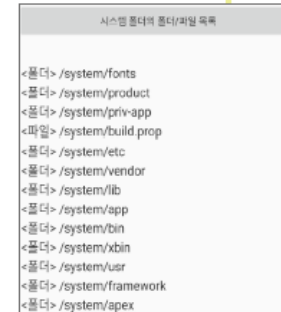 시스템 폴더의 폴더/파일 목록
<폴더> /system/fonts
<폴더> /system/product
<폴더> /system/priv-app
<파일> /system/build.prop
<폴더> /system/etc
<폴더> /system/vendor
<폴더> /system/lib
<폴더> /system/app
<폴더> /system/bin
<폴더> /system/xbin
<폴더> /system/usr
<폴더> /system/framework
<폴더> /system/apex